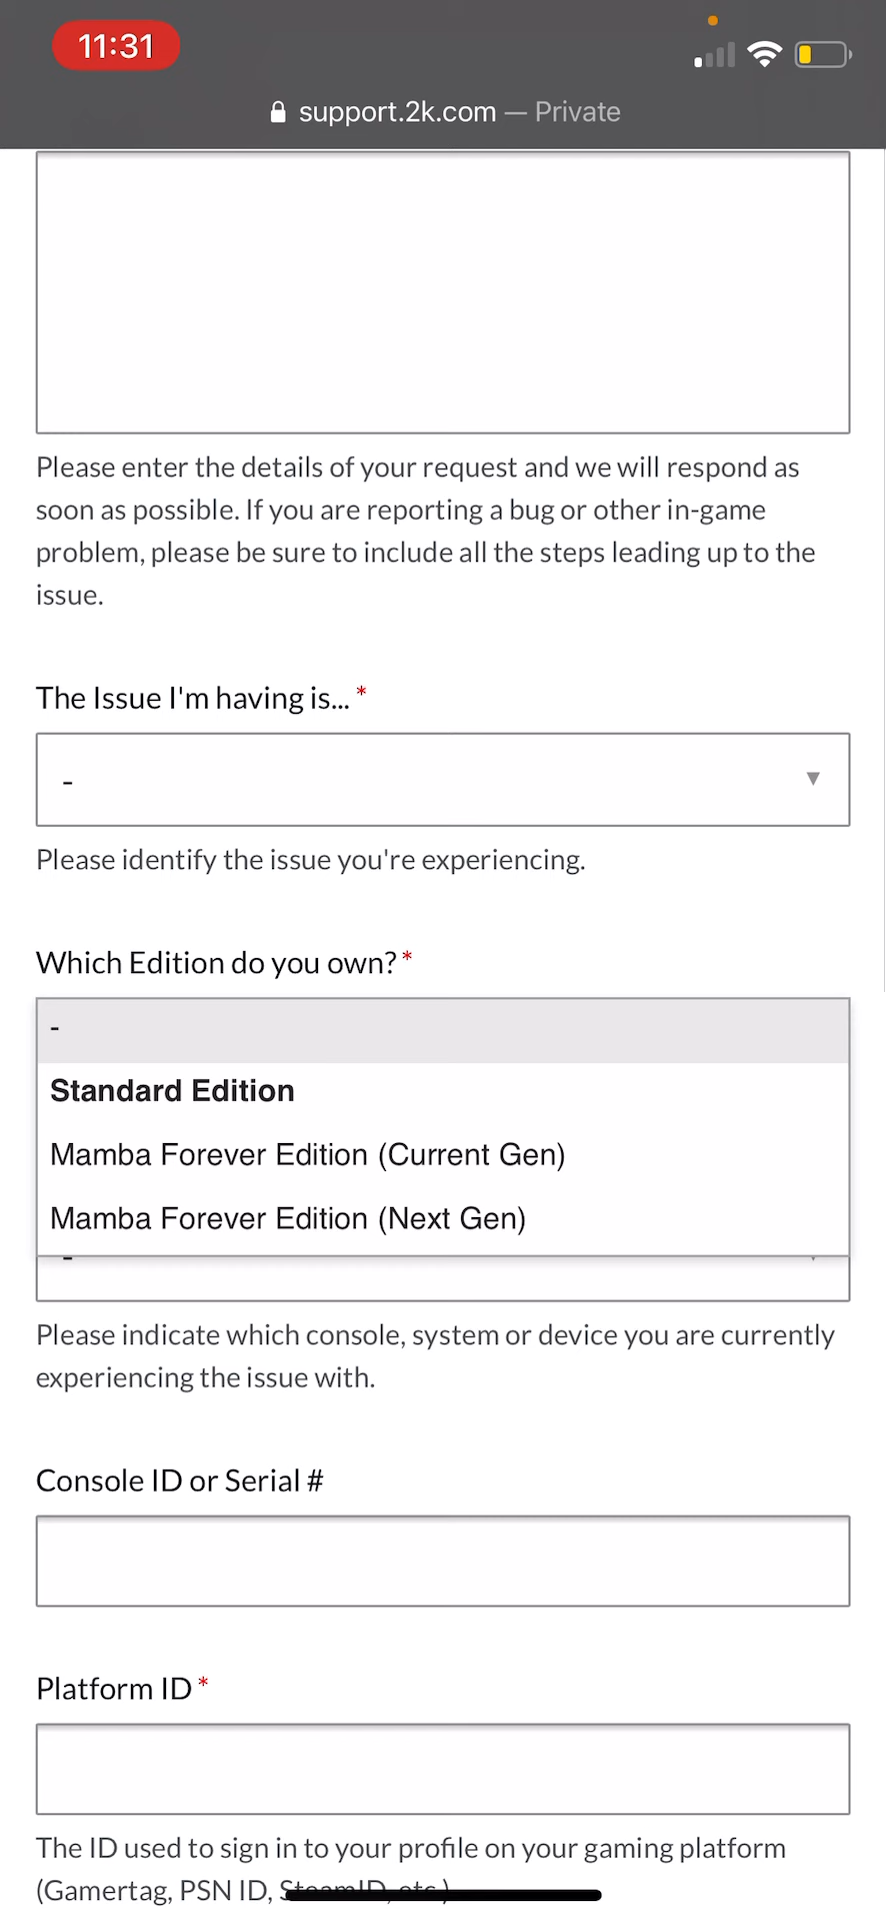 11:31
support.2k.com — Private
Please enter the details of your request and we will respond as
soon as possible. If you are reporting a bug or other in-game
problem, please be sure to include all the steps leading up to the
issue.
The Issue I'm having is... *
-
Please identify the issue you're experiencing.
Which Edition do you own? *
-
Standard Edition
Mamba Forever Edition (Current Gen)
Mamba Forever Edition (Next Gen)
-
Please indicate which console, system or device you are currently
experiencing the issue with.
Console ID or Serial #
Platform ID *
The ID used to sign in to your profile on your gaming platform
(Gamertag, PSN ID, SteamID, etc.)